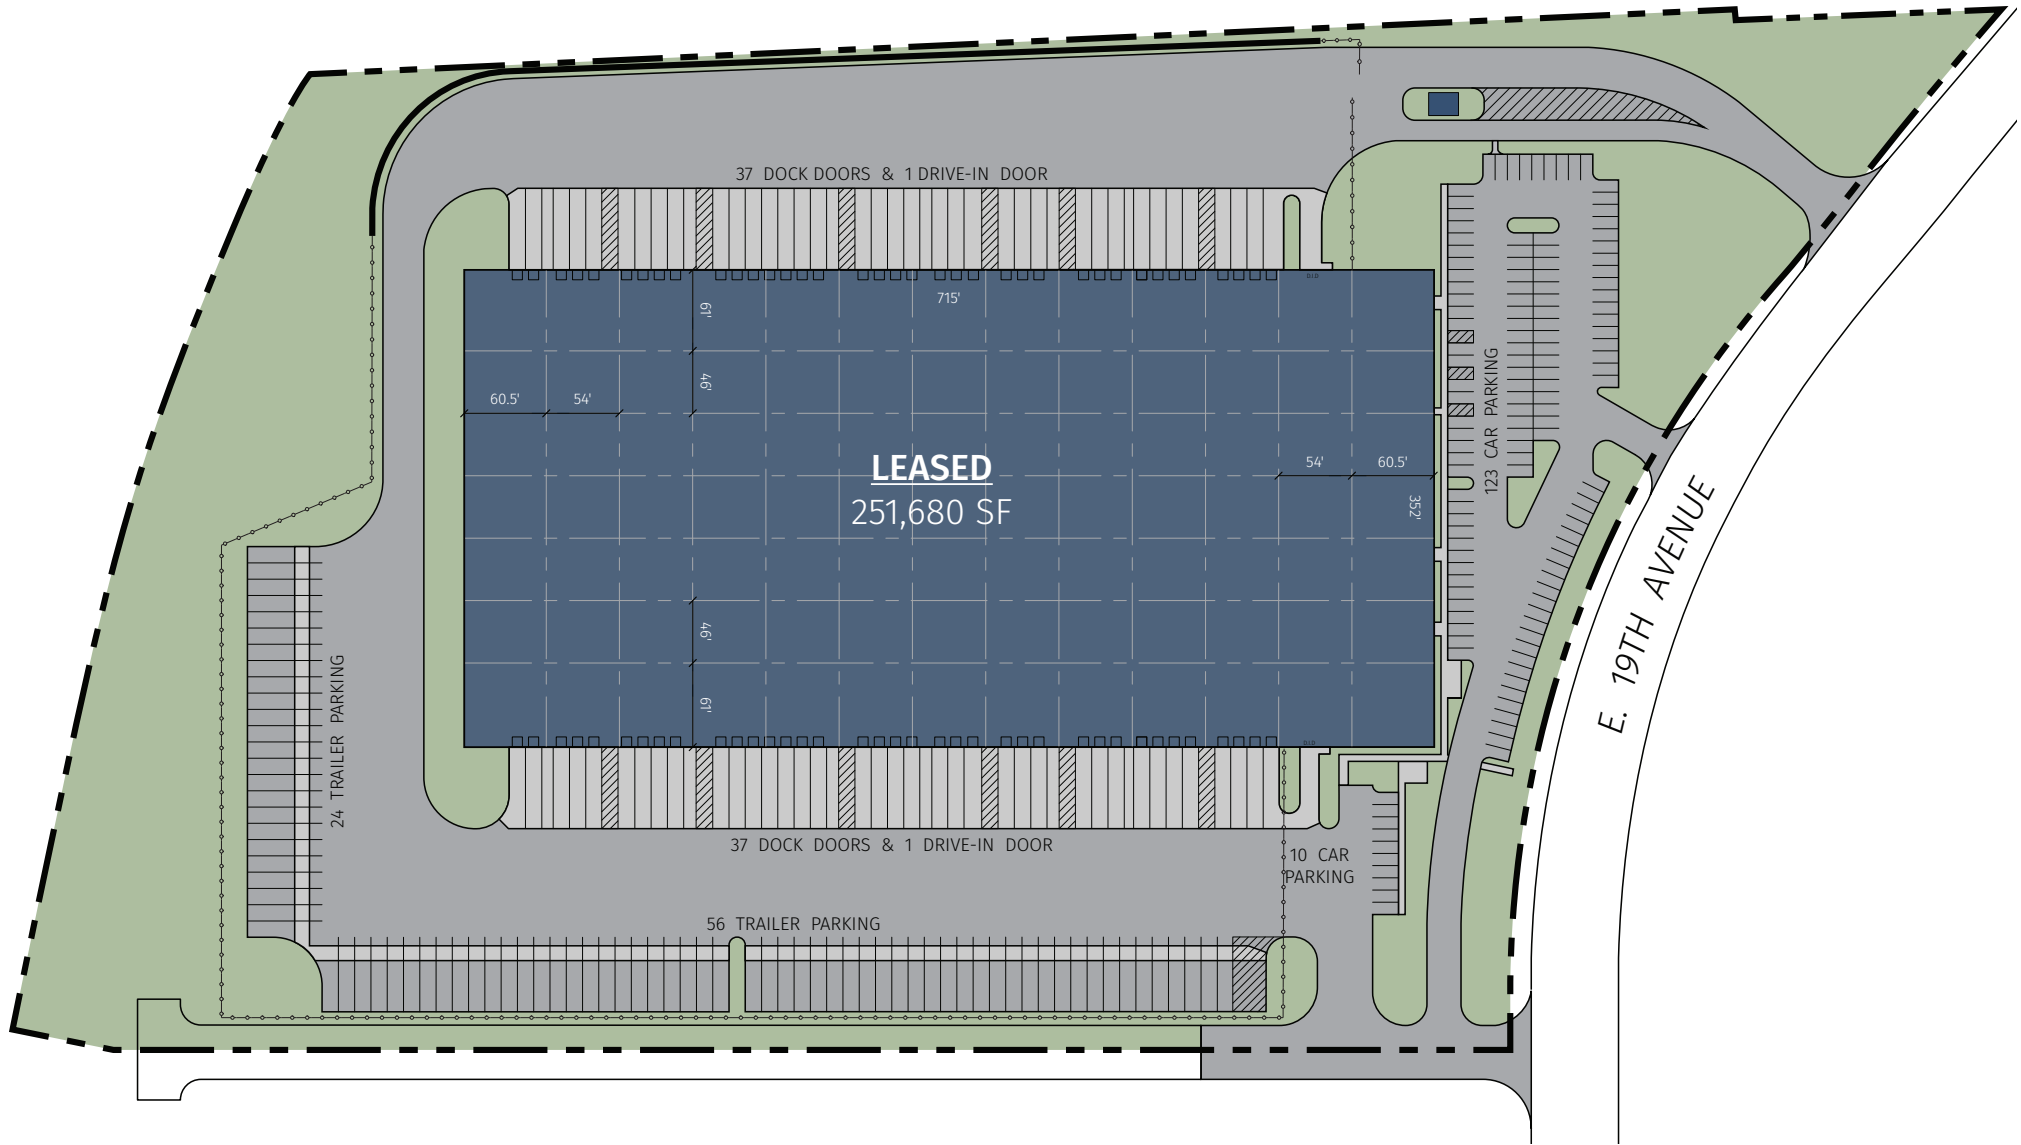 37 DOCK DOORS & 1 DRIVE-IN DOOR
D.I.D
715'
61'
46'
60.5'
54'
LEASED
251,680 SF
54'
60.5'
352'
46'
61'
D.I.D
123 CAR PARKING
E. 19TH AVENUE
24 TRAILER PARKING
37 DOCK DOORS & 1 DRIVE-IN DOOR
10 CAR
PARKING
56 TRAILER PARKING